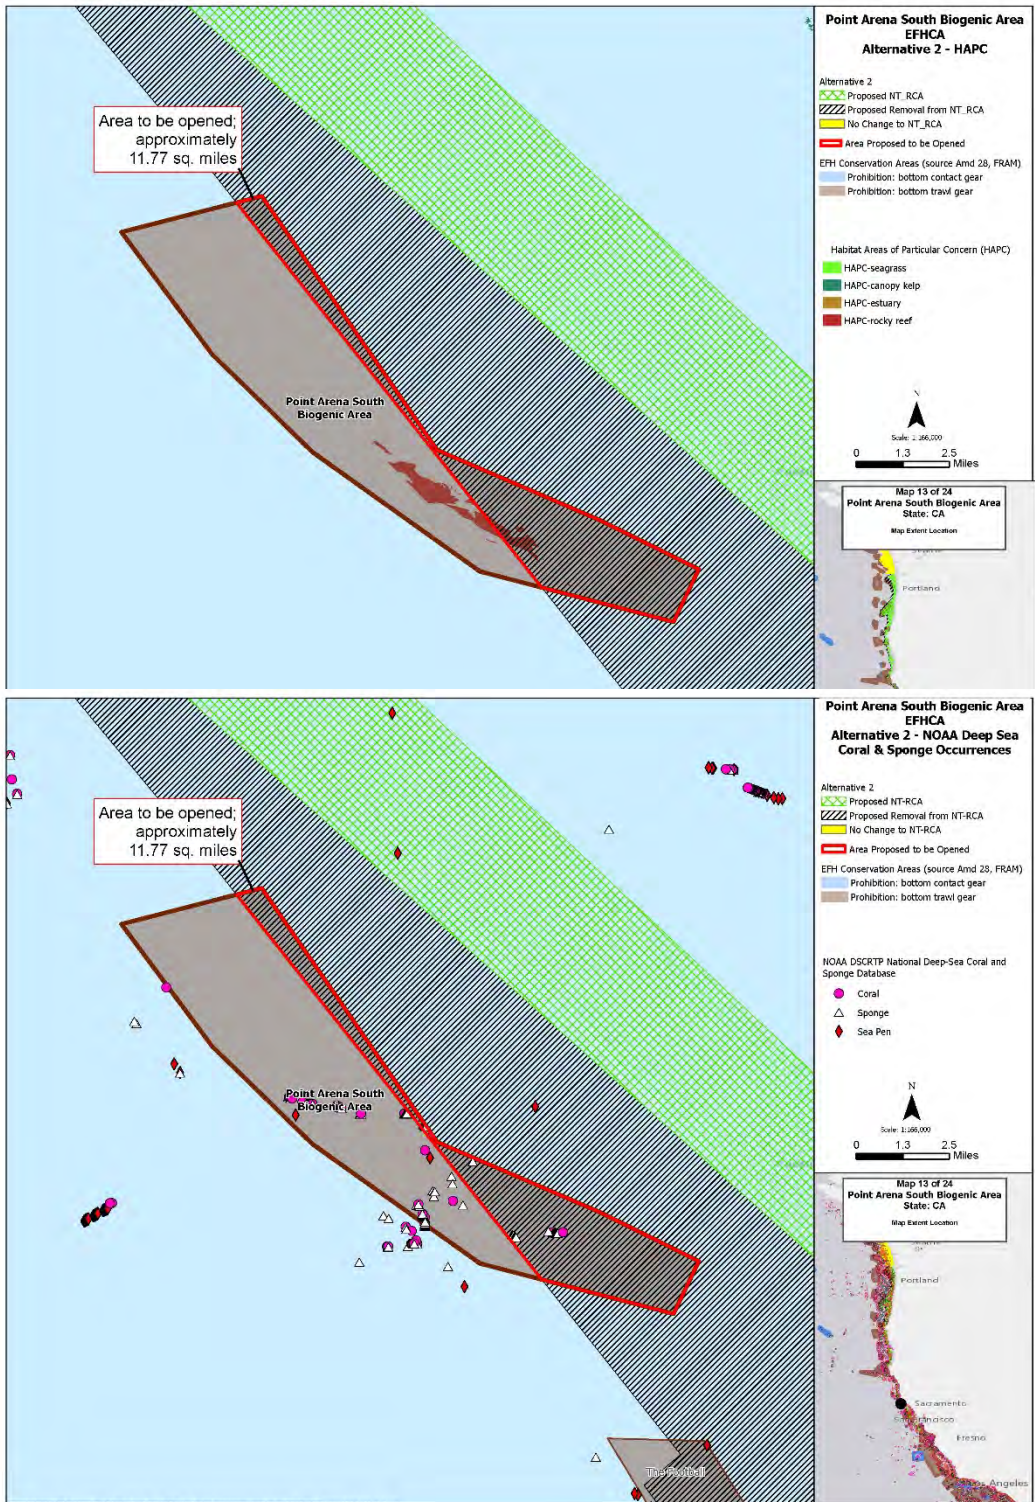 Point Arena South Biogenic Area
EFHCA
Alternative 2 - HAPC
Area to be opened;
approximately
11.77 sq. miles
Point Arena South
Biogenic Area
Alternative 2
Proposed NT_RCA
Proposed Removal from NT_RCA
No Change to NT_RCA
Area Proposed to be Opened
EFH Conservation Areas (source Amd 28, FRAM)
Prohibition: bottom contact gear
Prohibition: bottom trawl gear
Habitat Areas of Particular Concern (HAPC)
HAPC-seagrass
HAPC-canopy kelp
HAPC-estuary
HAPC-rocky reef
N
Scale: 1:166,000
0 1.3 2.5
Miles
Map 13 of 24
Point Arena South Biogenic Area
State: CA
Map Extent Location
Portland
Point Arena South Biogenic Area
EFHCA
Alternative 2 - NOAA Deep Sea
Coral & Sponge Occurrences
Area to be opened;
approximately
11.77 sq. miles
Point Arena South
Biogenic Area
The Football
Alternative 2
Proposed NT-RCA
Proposed Removal from NT-RCA
No Change to NT-RCA
Area Proposed to be Opened
EFH Conservation Areas (source Amd 28, FRAM)
Prohibition: bottom contact gear
Prohibition: bottom trawl gear
NOAA DSCRTP National Deep-Sea Coral and
Sponge Database
Coral
Sponge
Sea Pen
N
Scale: 1:166,000
0 1.3 2.5
Miles
Map 13 of 24
Point Arena South Biogenic Area
State: CA
Map Extent Location
Portland
Sacramento
San Francisco
Fresno
Los Angeles